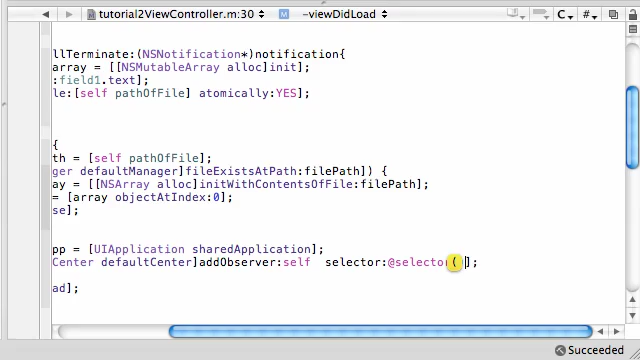 tutorial2ViewController.m:30 -viewDidLoad C #
llTerminate:(NSNotification*)notification{
array = [[NSMutableArray alloc]init];
:field1.text];
le:[self pathOfFile] atomically:YES];
{
th = [self pathOfFile];
ger defaultManager]fileExistsAtPath:filePath]) {
ay = [[NSArray alloc]initWithContentsOfFile:filePath];
= [array objectAtIndex:0];
se];
pp = [UIApplication sharedApplication];
Center defaultCenter]addObserver:self selector:@selector( ];
ad];
Succeeded